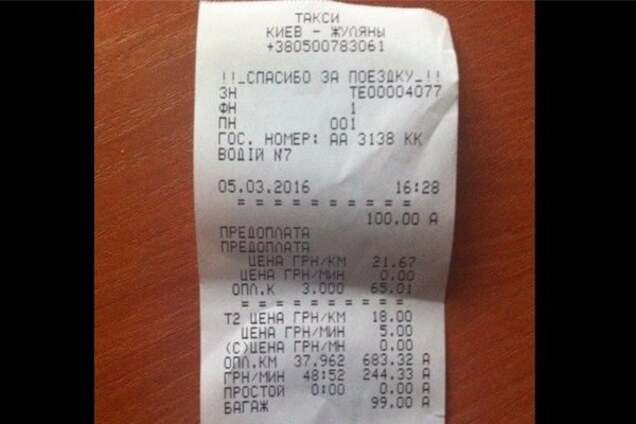 ТАКСИ
КИЕВ - ЖУЛЯНЫ
+380500783061
!!_СПАСИБО ЗА ПОЕЗДКУ_!!
ЗН ТЕ00004077
ФН 1
ПН 001
ГОС. НОМЕР: АА 3138 КК
ВОДІЙ N7
05.03.2016 16:28
= = = = = = = = = =
100.00 А
ПРЕДОПЛАТА
ПРЕДОПЛАТА
ЦЕНА ГРН/КМ 21.67
ЦЕНА ГРН/МИН 0.00
ОПЛ.К 3.000 65.01
= = = = = = = = = =
Т2 ЦЕНА ГРН/КМ 18.00
ЦЕНА ГРН/МИН 5.00
(С)ЦЕНА ГРН/МН 0.00
ОПЛ.КМ 37.962 683.32 А
ГРН/МИН 48:52 244.33 А
ПРОСТОЙ 0:00 0.00 А
БАГАЖ 99.00 А